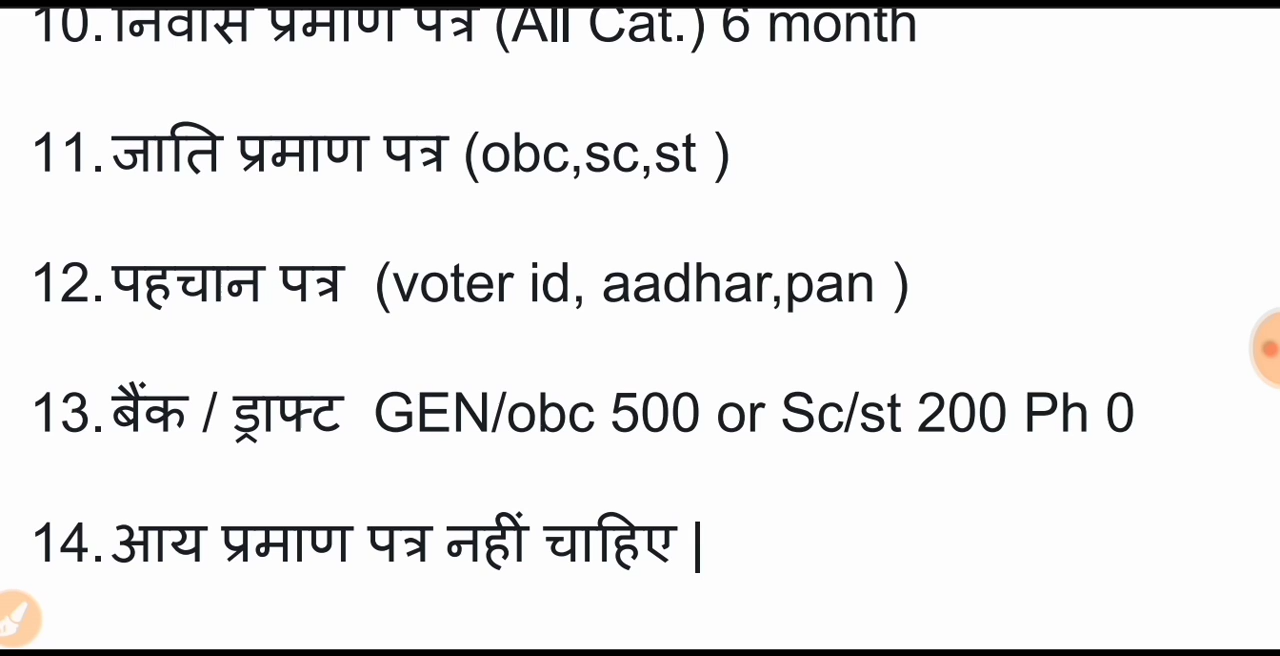 10. निवास प्रमाण पत्र (All Cat.) 6 month
11. जाति प्रमाण पत्र (obc,sc,st )
12. पहचान पत्र (voter id, aadhar,pan )
13. बैंक / ड्राफ्ट GEN/obc 500 or Sc/st 200 Ph 0
14. आय प्रमाण पत्र नहीं चाहिए |